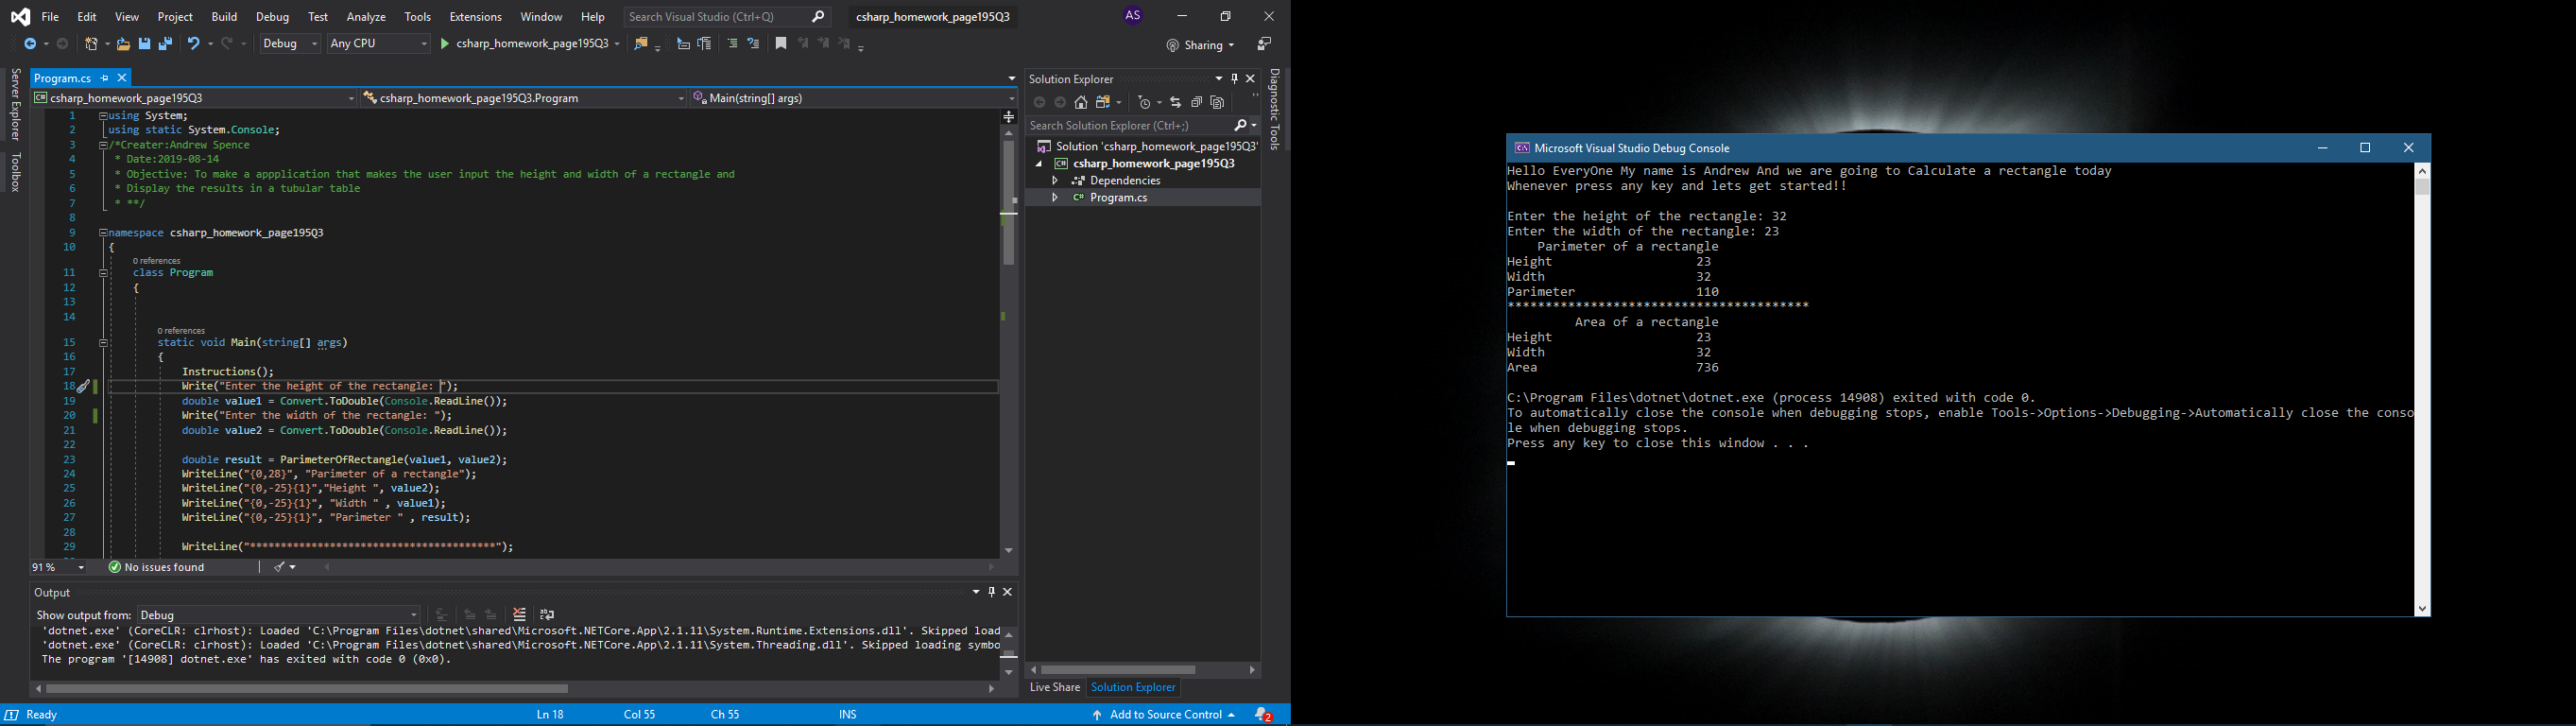 File Edit View Project Build Debug Test Analyze Tools Extensions Window Help Search Visual Studio (Ctrl+Q) csharp_homework_page195Q3 AS
Debug Any CPU csharp_homework_page195Q3 Sharing
Server Explorer
Toolbox
Program.cs
csharp_homework_page195Q3 csharp_homework_page195Q3.Program Main(string[] args)
1 using System;
2 using static System.Console;
3 /*Creater:Andrew Spence
4 * Date:2019-08-14
5 * Objective: To make a appplication that makes the user input the height and width of a rectangle and
6 * Display the results in a tubular table
7 * **/
8
9 namespace csharp_homework_page195Q3
10 {
0 references
11 class Program
12 {
13
14
0 references
15 static void Main(string[] args)
16 {
17 Instructions();
18 Write("Enter the height of the rectangle: ");
19 double value1 = Convert.ToDouble(Console.ReadLine());
20 Write("Enter the width of the rectangle: ");
21 double value2 = Convert.ToDouble(Console.ReadLine());
22
23 double result = ParimeterOfRectangle(value1, value2);
24 WriteLine("{0,28}", "Parimeter of a rectangle");
25 WriteLine("{0,-25}{1}","Height ", value2);
26 WriteLine("{0,-25}{1}", "Width " , value1);
27 WriteLine("{0,-25}{1}", "Parimeter " , result);
28
29 WriteLine("****************************************");
91 % No issues found
Output
Show output from: Debug
'dotnet.exe' (CoreCLR: clrhost): Loaded 'C:\Program Files\dotnet\shared\Microsoft.NETCore.App\2.1.11\System.Runtime.Extensions.dll'. Skipped load
'dotnet.exe' (CoreCLR: clrhost): Loaded 'C:\Program Files\dotnet\shared\Microsoft.NETCore.App\2.1.11\System.Threading.dll'. Skipped loading symbo
The program '[14908] dotnet.exe' has exited with code 0 (0x0).
Solution Explorer
Search Solution Explorer (Ctrl+;)
Solution 'csharp_homework_page195Q3'
csharp_homework_page195Q3
Dependencies
C# Program.cs
Live Share Solution Explorer
Diagnostic Tools
Ready Ln 18 Col 55 Ch 55 INS Add to Source Control 2
Microsoft Visual Studio Debug Console
Hello EveryOne My name is Andrew And we are going to Calculate a rectangle today
Whenever press any key and lets get started!!
Enter the height of the rectangle: 32
Enter the width of the rectangle: 23
Parimeter of a rectangle
Height 23
Width 32
Parimeter 110
****************************************
Area of a rectangle
Height 23
Width 32
Area 736
C:\Program Files\dotnet\dotnet.exe (process 14908) exited with code 0.
To automatically close the console when debugging stops, enable Tools->Options->Debugging->Automatically close the conso
le when debugging stops.
Press any key to close this window . . .